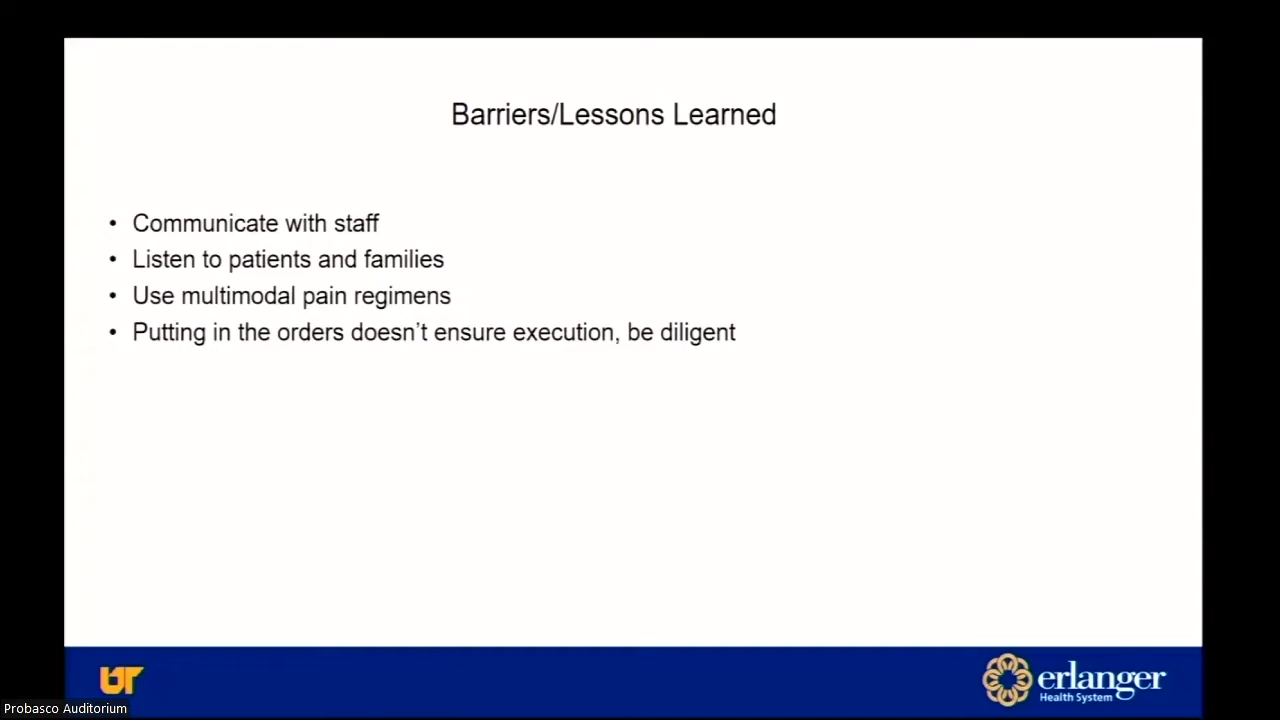 Barriers/Lessons Learned
• Communicate with staff
• Listen to patients and families
• Use multimodal pain regimens
• Putting in the orders doesn’t ensure execution, be diligent
UT
erlanger
Health System
Probasco Auditorium